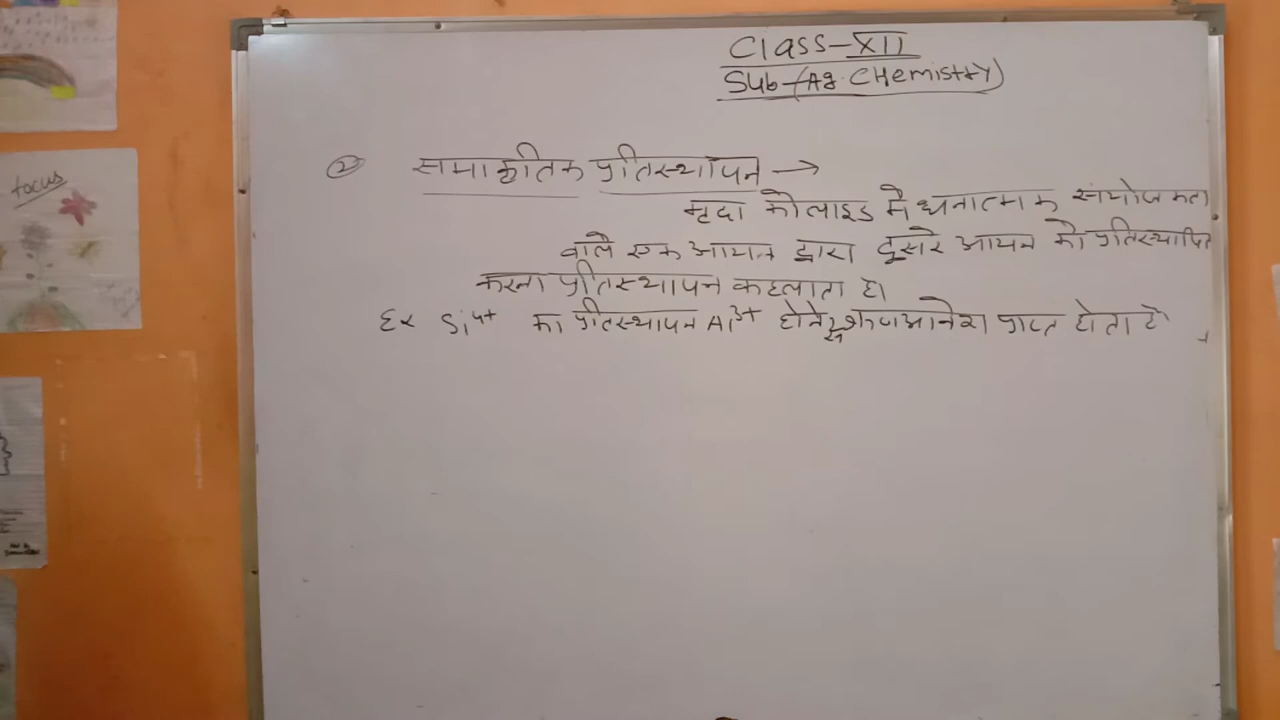 focus
Class-XII
Sub-(Ag. CHemistry)
② समाकृतिक प्रतिस्थापन →
मृदा कोलाइड में धनात्मक संयोजकता
वाले एक आयन द्वारा दूसरे आयन को प्रतिस्थापित
करना प्रतिस्थापन कहलाता है।
Ex Si⁴⁺ का प्रतिस्थापन Al³⁺ होने से ऋणआवेश प्राप्त होता है